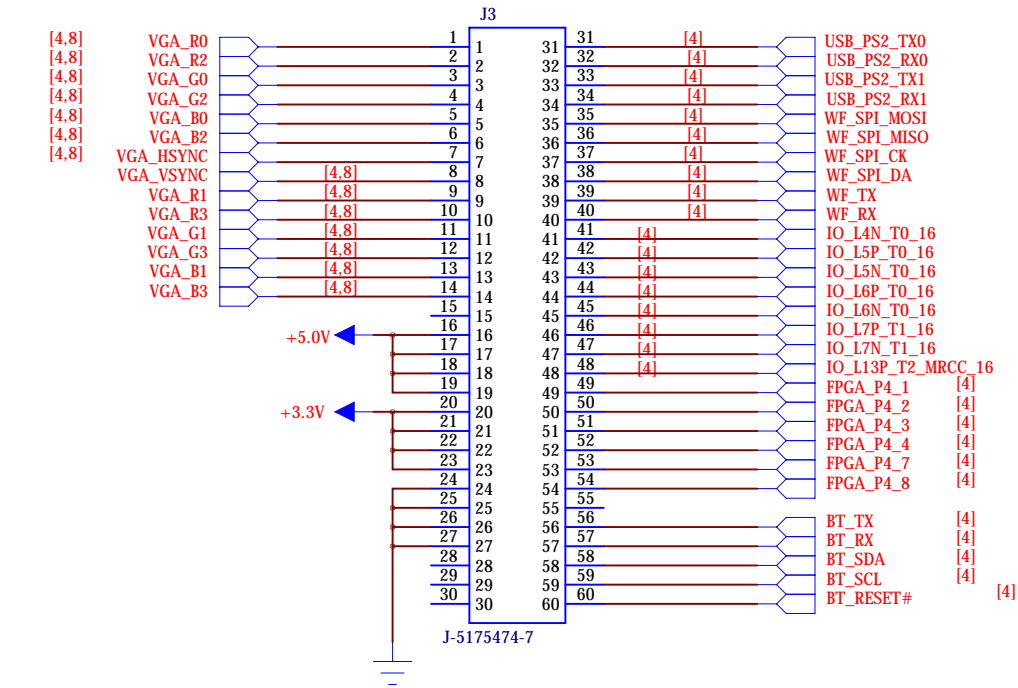 J3
[4,8] VGA_R0 1 1 31 31 [4] USB_PS2_TX0
[4,8] VGA_R2 2 2 32 32 [4] USB_PS2_RX0
[4,8] VGA_G0 3 3 33 33 [4] USB_PS2_TX1
[4,8] VGA_G2 4 4 34 34 [4] USB_PS2_RX1
[4,8] VGA_B0 5 5 35 35 [4] WF_SPI_MOSI
[4,8] VGA_B2 6 6 36 36 [4] WF_SPI_MISO
[4,8] VGA_HSYNC 7 7 37 37 [4] WF_SPI_CK
VGA_VSYNC [4,8] 8 8 38 38 [4] WF_SPI_DA
VGA_R1 [4,8] 9 9 39 39 [4] WF_TX
VGA_R3 [4,8] 10 10 40 40 [4] WF_RX
VGA_G1 [4,8] 11 11 41 41 [4] IO_L4N_T0_16
VGA_G3 [4,8] 12 12 42 42 [4] IO_L5P_T0_16
VGA_B1 [4,8] 13 13 43 43 [4] IO_L5N_T0_16
VGA_B3 [4,8] 14 14 44 44 [4] IO_L6P_T0_16
15 15 45 45 [4] IO_L6N_T0_16
+5.0V 16 16 46 46 [4] IO_L7P_T1_16
17 17 47 47 [4] IO_L7N_T1_16
18 18 48 48 [4] IO_L13P_T2_MRCC_16
19 19 49 49 FPGA_P4_1 [4]
+3.3V 20 20 50 50 FPGA_P4_2 [4]
21 21 51 51 FPGA_P4_3 [4]
22 22 52 52 FPGA_P4_4 [4]
23 23 53 53 FPGA_P4_7 [4]
24 24 54 54 FPGA_P4_8 [4]
25 25 55 55
26 26 56 56 BT_TX [4]
27 27 57 57 BT_RX [4]
28 28 58 58 BT_SDA [4]
29 29 59 59 BT_SCL [4]
30 30 60 60 BT_RESET# [4]
J-5175474-7